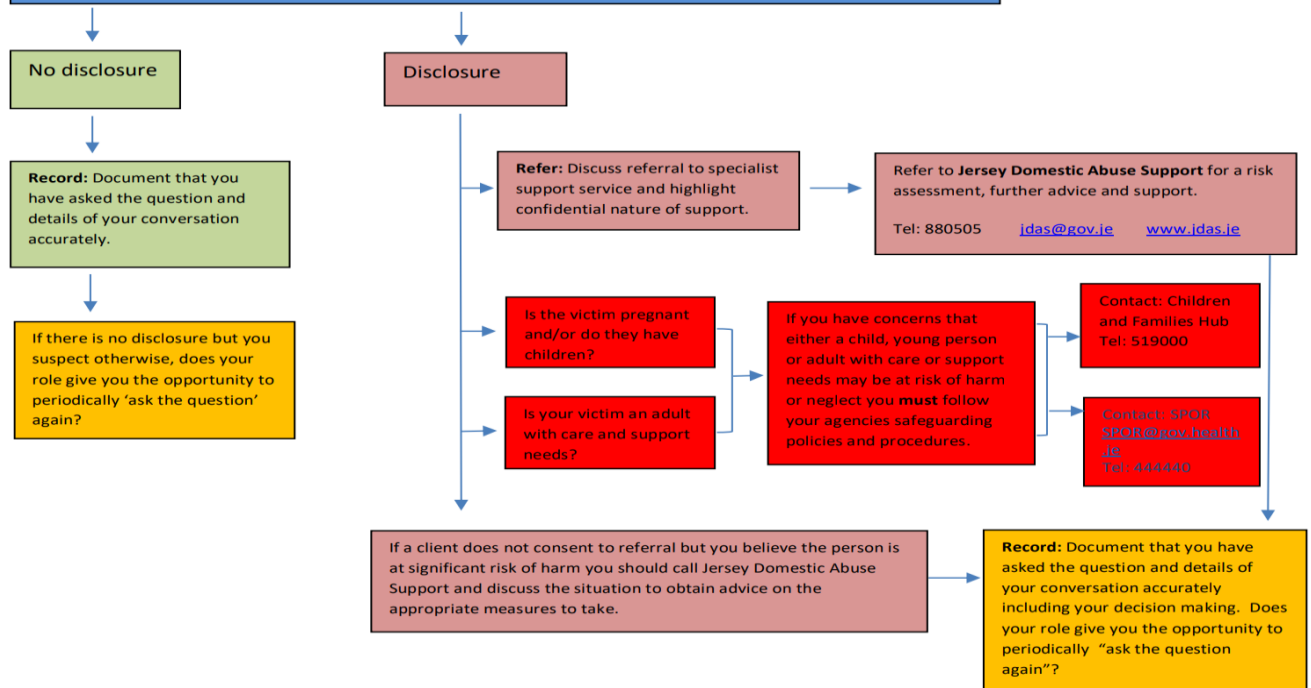 No disclosure
Disclosure
Record: Document that you
have asked the question and
details of your conversation
accurately.
Refer: Discuss referral to specialist
support service and highlight
confidential nature of support.
Refer to Jersey Domestic Abuse Support for a risk
assessment, further advice and support.
Tel: 880505 jdas@gov.je www.jdas.je
If there is no disclosure but you
suspect otherwise, does your
role give you the opportunity to
periodically ‘ask the question’
again?
Is the victim pregnant
and/or do they have
children?
Is your victim an adult
with care and support
needs?
If you have concerns that
either a child, young person
or adult with care or support
needs may be at risk of harm
or neglect you must follow
your agencies safeguarding
policies and procedures.
Contact: Children
and Families Hub
Tel: 519000
Contact: SPOR
SPOR@gov.health
.je
Tel: 444440
If a client does not consent to referral but you believe the person is
at significant risk of harm you should call Jersey Domestic Abuse
Support and discuss the situation to obtain advice on the
appropriate measures to take.
Record: Document that you have
asked the question and details of
your conversation accurately
including your decision making. Does
your role give you the opportunity to
periodically “ask the question
again”?